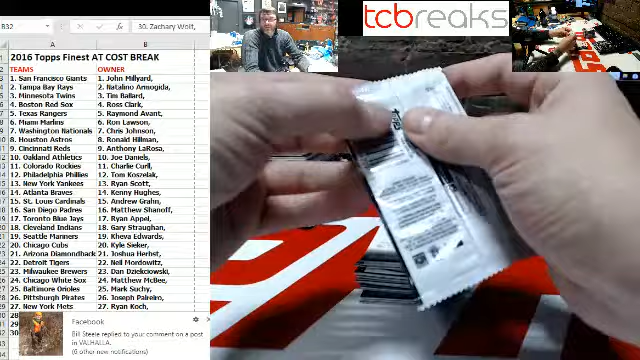 B32
fx
30. Zachary Wolt,
A B
1 2016 Topps Finest AT COST BREAK
2 TEAMS OWNER
1. San Francisco Giants 1. John Millyard,
2. Tampa Bay Rays 2. Natalino Armogida,
3. Minnesota Twins 3. Tim Ballard,
4. Boston Red Sox 4. Ross Clark,
5. Texas Rangers 5. Raymond Avant,
6. Miami Marlins 6. Ron Lawson,
7. Washington Nationals 7. Chris Johnson,
8. Houston Astros 8. Ronald Hillman,
9. Cincinnati Reds 9. Anthony LaRosa,
10. Oakland Athletics 10. Joe Daniels,
11. Colorado Rockies 11. Charlie Curll,
12. Philadelphia Phillies 12. Tom Koszelak,
13. New York Yankees 13. Ryan Scott,
14. Atlanta Braves 14. Kenny Hughes,
15. St. Louis Cardinals 15. Andrew Grahn,
16. San Diego Padres 16. Matthew Shanoff,
17. Toronto Blue Jays 17. Ryan Appel,
18. Cleveland Indians 18. Gary Straughan,
19. Seattle Mariners 19. Kheva Edwards,
20. Chicago Cubs 20. Kyle Sieker,
21. Arizona Diamondback 21. Joshua Herbst,
22. Detroit Tigers 22. Neil Mordowitz,
23. Milwaukee Brewers 23. Dan Dziekciowski,
24. Chicago White Sox 24. Matthew McBee,
25. Baltimore Orioles 25. Mark Suchy,
26. Pittsburgh Pirates 26. Joseph Palreiro,
27. New York Mets 27. Ryan Koch,
Facebook
Bill Steele replied to your comment on a post
in VALHALLA.
(6 other new notifications)
tcbreaks